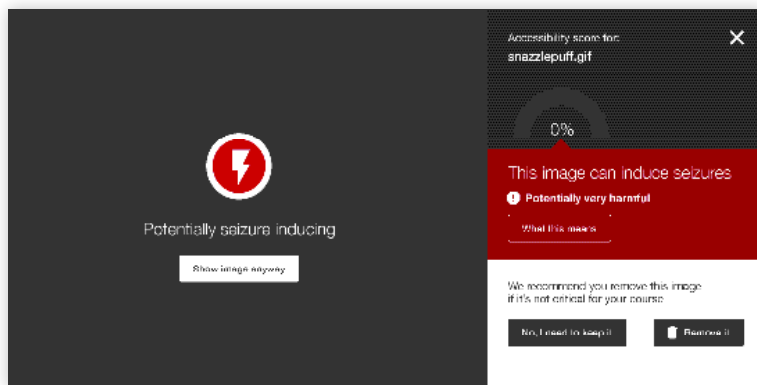 Potentially seizure inducing
Show image anyway
Accessibility score for:
snazzlepuff.gif
0%
This image can induce seizures
Potentially very harmful
What this means
We recommend you remove this image
if it's not critical for your course
No, I need to keep it
Remove it